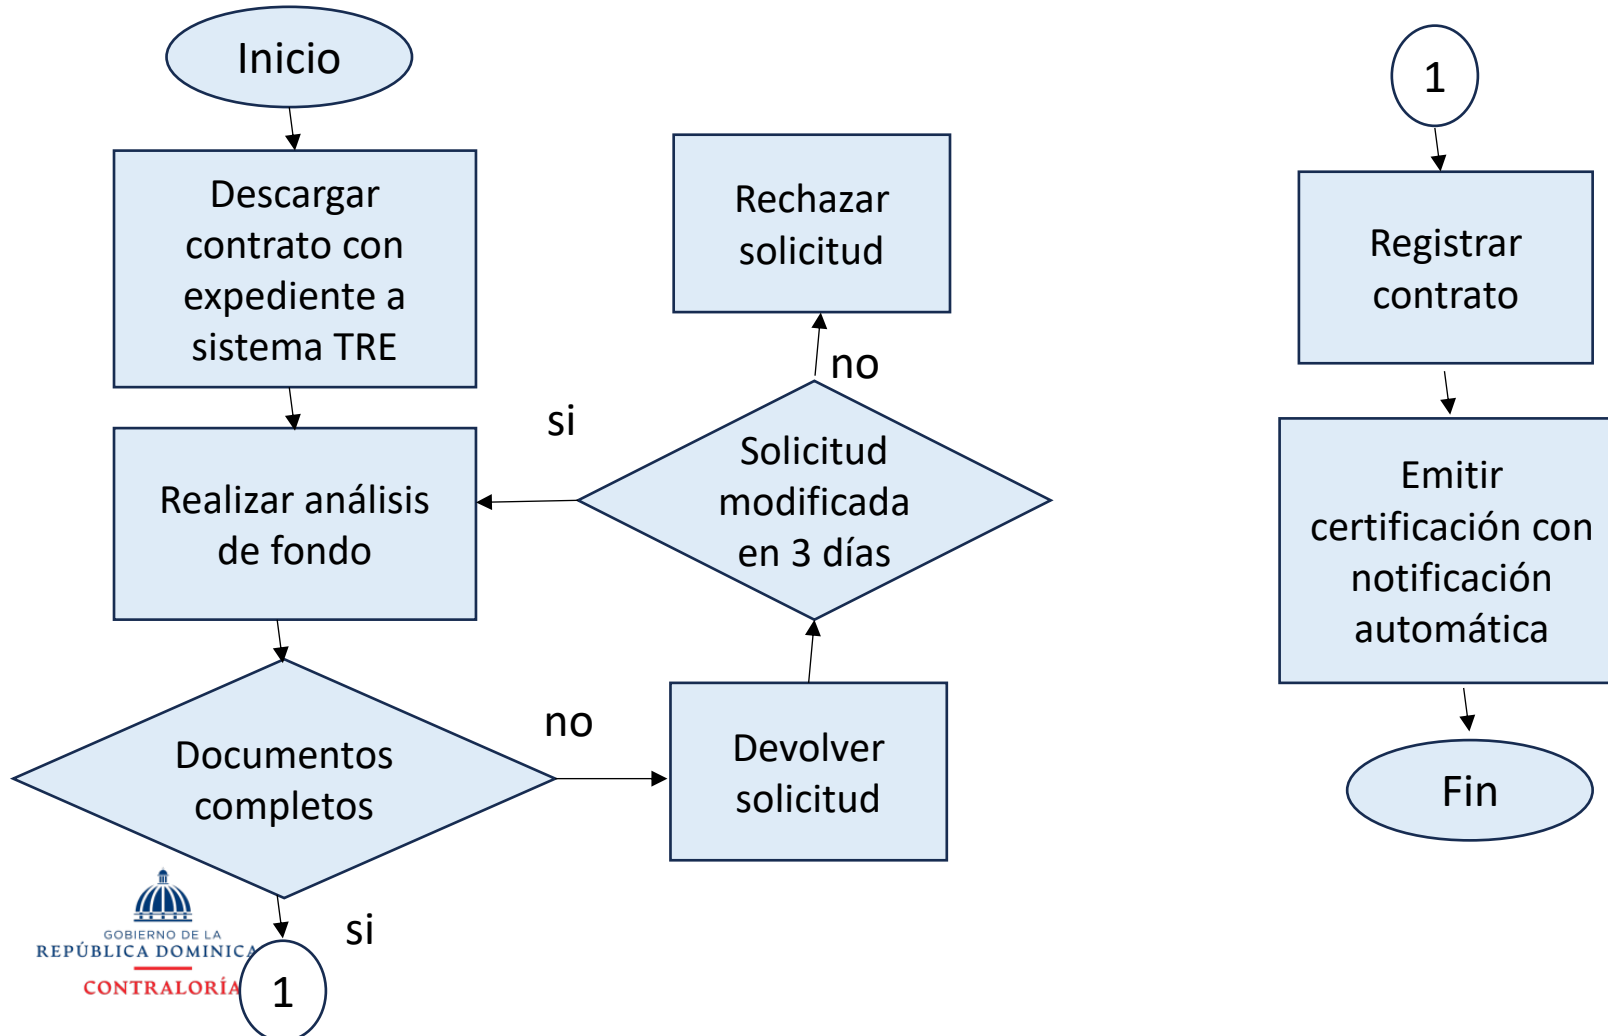 Inicio
Descargar
contrato con
expediente a
sistema TRE
Realizar análisis
de fondo
Documentos
completos
si
1
no
Devolver
solicitud
Solicitud
modificada
en 3 días
si
no
Rechazar
solicitud
1
Registrar
contrato
Emitir
certificación con
notificación
automática
Fin
GOBIERNO DE LA
REPÚBLICA DOMINICA
CONTRALORÍA